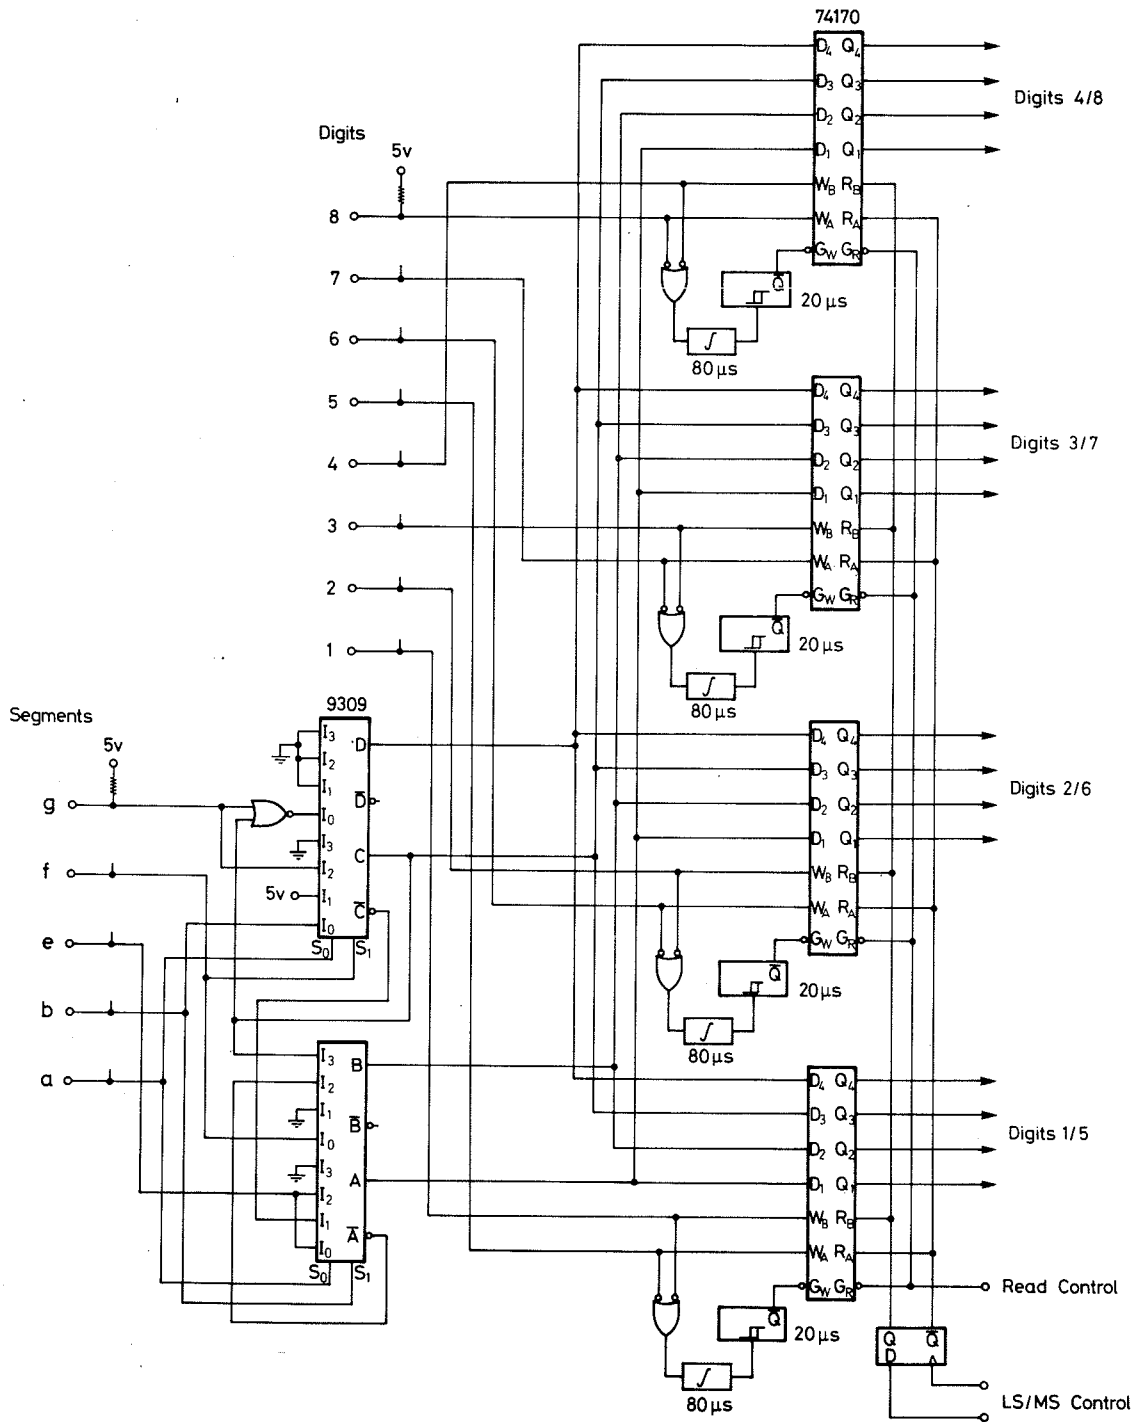 74170
D4 Q4
D3 Q3
Digits 4/8
D2 Q2
D1 Q1
WB RB
WA RA
GW GR
Q̅
20 μs
∫
80 μs
Digits
5v
8
7
6
5
4
3
2
1
D4 Q4
D3 Q3
Digits 3/7
D2 Q2
D1 Q1
WB RB
WA RA
GW GR
Q̅
20 μs
∫
80 μs
Segments
5v
g
f
e
b
a
9309
I3
D
I2
I1
D̅
I0
I3
C
I2
5v
I1
C̅
I0
S0 S1
I3
B
I2
I1
B̅
I0
I3
A
I2
I1
A̅
I0
S0 S1
D4 Q4
D3 Q3
Digits 2/6
D2 Q2
D1 Q1
WB RB
WA RA
GW GR
Q̅
20 μs
∫
80 μs
D4 Q4
D3 Q3
Digits 1/5
D2 Q2
D1 Q1
WB RB
WA RA
GW GR
Read Control
Q̅
20 μs
∫
80 μs
Q Q̅
D
LS/MS Control